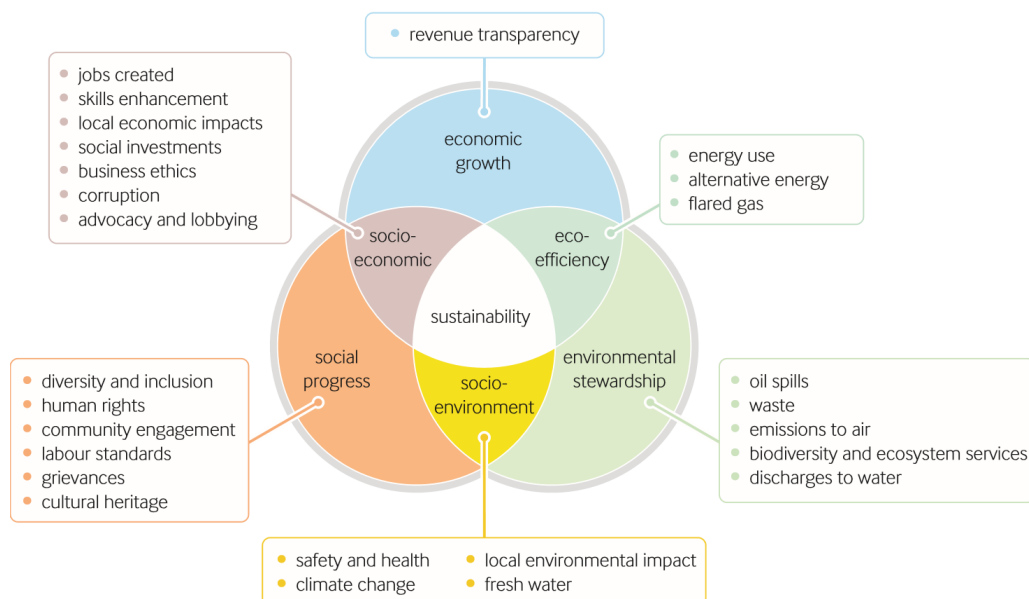 revenue transparency
jobs created
skills enhancement
local economic impacts
social investments
business ethics
corruption
advocacy and lobbying
economic
growth
energy use
alternative energy
flared gas
socio-
economic
eco-
efficiency
sustainability
social
progress
socio-
environment
environmental
stewardship
diversity and inclusion
human rights
community engagement
labour standards
grievances
cultural heritage
oil spills
waste
emissions to air
biodiversity and ecosystem services
discharges to water
safety and health
climate change
local environmental impact
fresh water